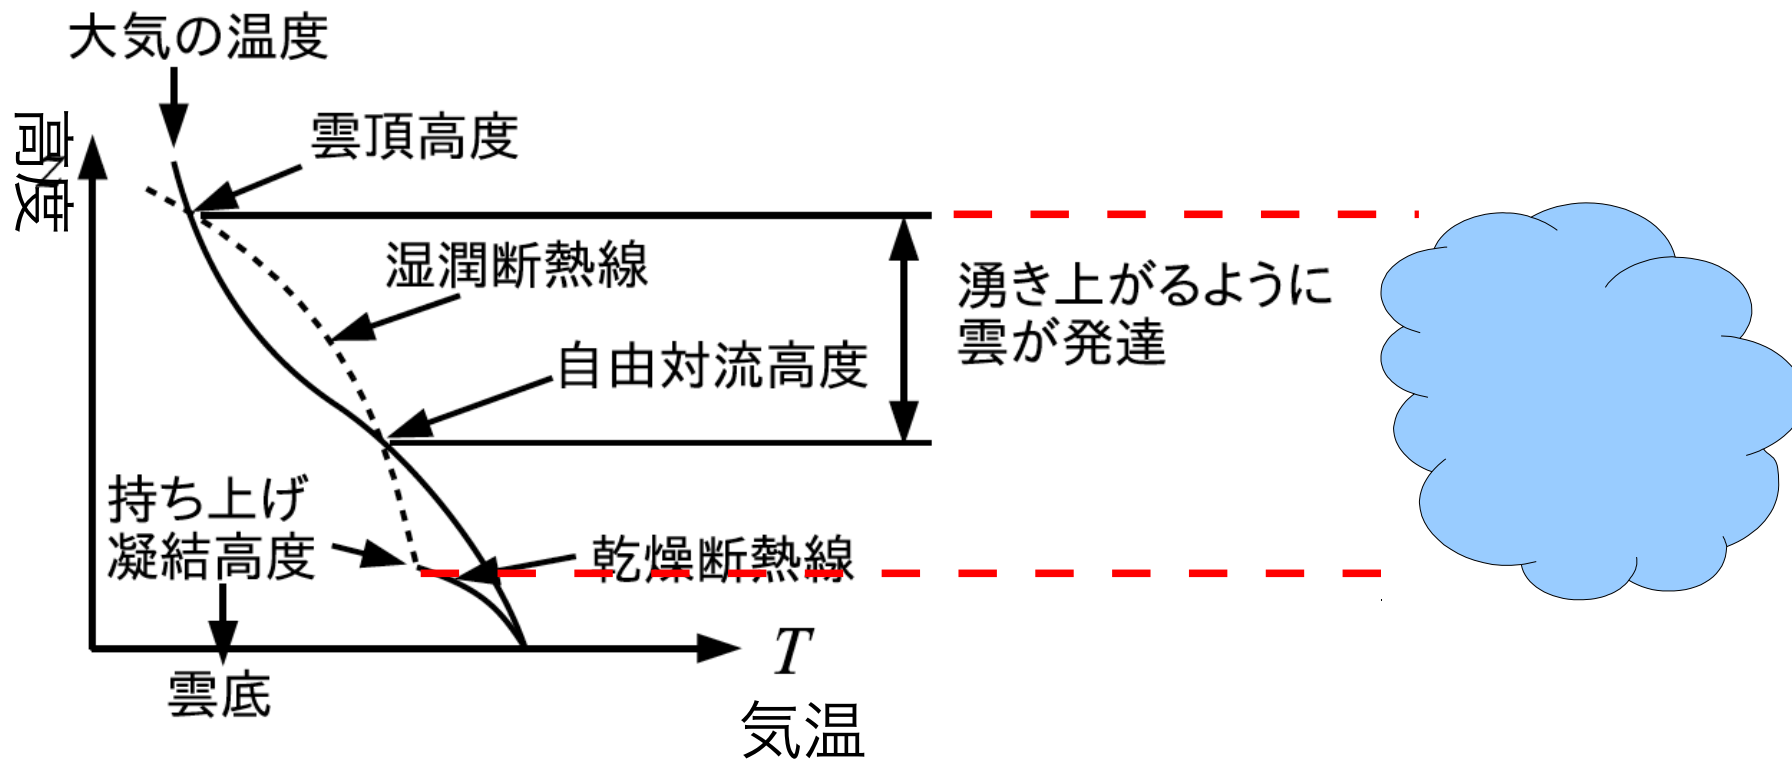 大気の温度
高度
雲頂高度
湿潤断熱線
湧き上がるように
雲が発達
自由対流高度
持ち上げ
凝結高度
乾燥断熱線
T
雲底
気温